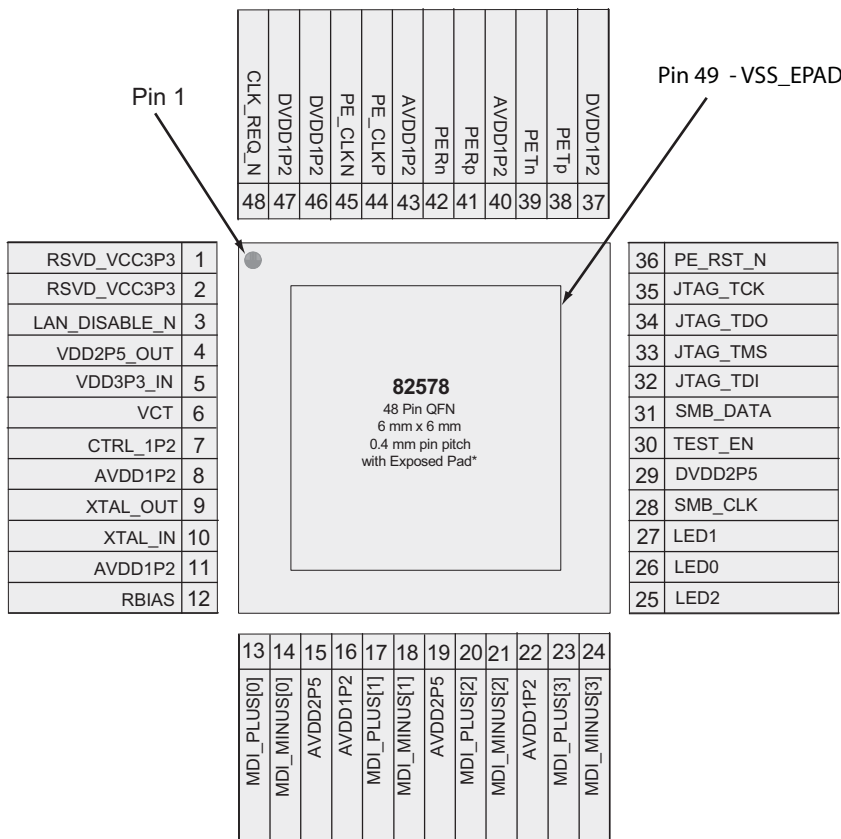 Pin 1
Pin 49 - VSS_EPAD
CLK_REQ_N
DVDD1P2
DVDD1P2
PE_CLKN
PE_CLKP
AVDD1P2
PERn
PERp
AVDD1P2
PETn
PETp
DVDD1P2
48 47 46 45 44 43 42 41 40 39 38 37
RSVD_VCC3P3 1
RSVD_VCC3P3 2
LAN_DISABLE_N 3
VDD2P5_OUT 4
VDD3P3_IN 5
VCT 6
CTRL_1P2 7
AVDD1P2 8
XTAL_OUT 9
XTAL_IN 10
AVDD1P2 11
RBIAS 12
82578
48 Pin QFN
6 mm x 6 mm
0.4 mm pin pitch
with Exposed Pad*
36 PE_RST_N
35 JTAG_TCK
34 JTAG_TDO
33 JTAG_TMS
32 JTAG_TDI
31 SMB_DATA
30 TEST_EN
29 DVDD2P5
28 SMB_CLK
27 LED1
26 LED0
25 LED2
13 14 15 16 17 18 19 20 21 22 23 24
MDI_PLUS[0]
MDI_MINUS[0]
AVDD2P5
AVDD1P2
MDI_PLUS[1]
MDI_MINUS[1]
AVDD2P5
MDI_PLUS[2]
MDI_MINUS[2]
AVDD1P2
MDI_PLUS[3]
MDI_MINUS[3]